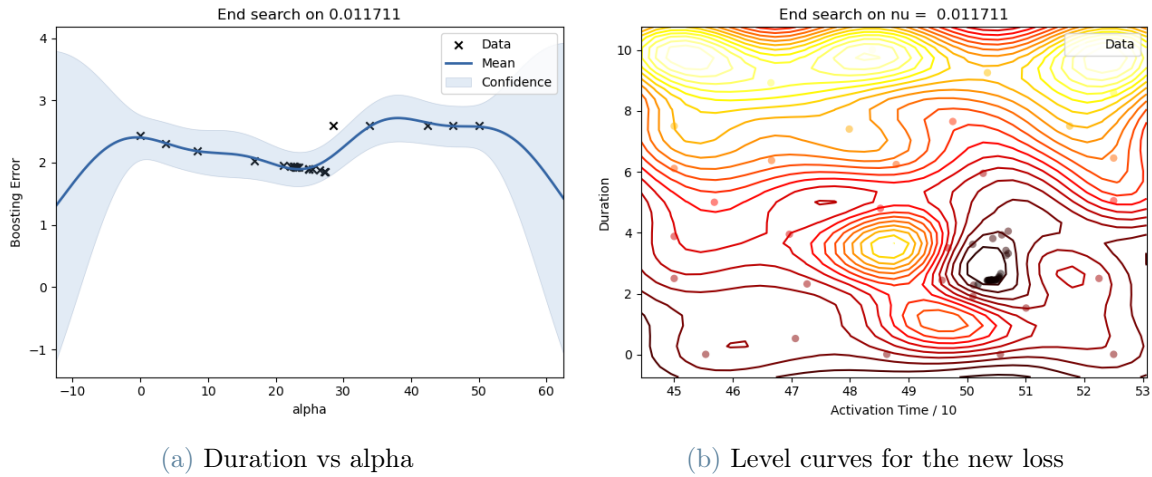 End search on 0.011711
4
3
2
1
0
−1
Boosting Error
Data
Mean
Confidence
−10 0 10 20 30 40 50 60
alpha
End search on nu =  0.011711
10
8
6
4
2
0
Duration
Data
45 46 47 48 49 50 51 52 53
Activation Time / 10
(a) Duration vs alpha
(b) Level curves for the new loss